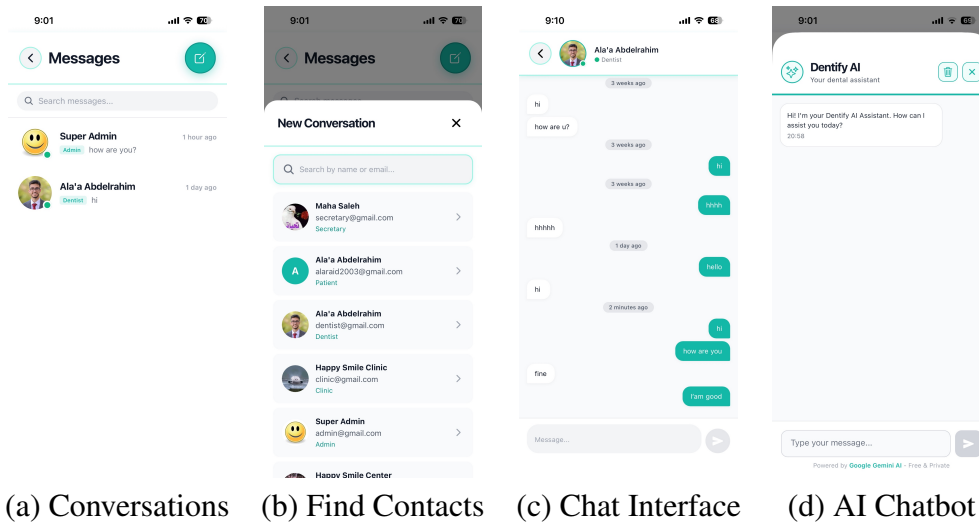 9:01
70
Messages
Search messages...
Super Admin
1 hour ago
Admin how are you?
Ala'a Abdelrahim
1 day ago
Dentist hi
9:01
70
Messages
New Conversation
Search by name or email...
Maha Saleh
secretary@gmail.com
Secretary
A
Ala'a Abdelrahim
alaraid2003@gmail.com
Patient
Ala'a Abdelrahim
dentist@gmail.com
Dentist
Happy Smile Clinic
clinic@gmail.com
Clinic
Super Admin
admin@gmail.com
Admin
Happy Smile Center
9:10
Ala'a Abdelrahim
Dentist
3 weeks ago
hi
how are u?
3 weeks ago
hi
3 weeks ago
hhhh
hhhhh
1 day ago
hello
hi
2 minutes ago
hi
how are you
fine
I'am good
Message...
9:01
Dentify AI
Your dental assistant
Hi! I'm your Dentify AI Assistant. How can I
assist you today?
20:58
Type your message...
Powered by Google Gemini AI - Free & Private
(a) Conversations
(b) Find Contacts
(c) Chat Interface
(d) AI Chatbot